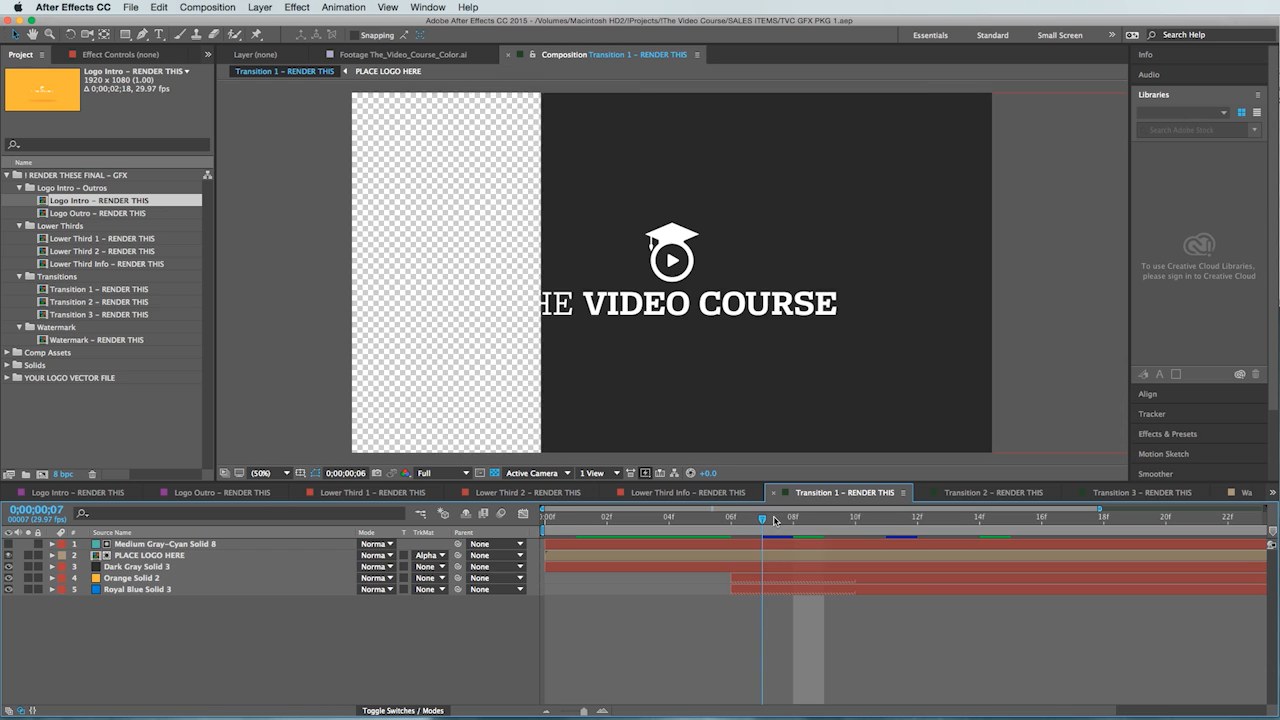 After Effects CC File Edit Composition Layer Effect Animation View Window Help
Adobe After Effects CC 2015 - /Volumes/Macintosh HD2/!Projects/!The Video Course/SALES ITEMS/TVC GFX PKG 1.aep
Snapping Essentials Standard Small Screen Search Help
Project Effect Controls (none) Layer (none) Footage The_Video_Course_Color.ai Composition Transition 1 – RENDER THIS Info
Transition 1 – RENDER THIS PLACE LOGO HERE
Logo Intro – RENDER THIS
1920 x 1080 (1.00)
Δ 0;00;02;18, 29.97 fps
Audio
Libraries
Search Adobe Stock
Name
! RENDER THESE FINAL – GFX
Logo Intro – Outros
Logo Intro – RENDER THIS
Logo Outro – RENDER THIS
Lower Thirds
Lower Third 1 – RENDER THIS
Lower Third 2 – RENDER THIS
Lower Third Info – RENDER THIS
Transitions
Transition 1 – RENDER THIS
Transition 2 – RENDER THIS
Transition 3 – RENDER THIS
Watermark
Watermark – RENDER THIS
Comp Assets
Solids
YOUR LOGO VECTOR FILE
HE VIDEO COURSE
To use Creative Cloud Libraries,
please sign in to Creative Cloud
Align
Tracker
Effects & Presets
Motion Sketch
Smoother
8 bpc (50%) 0;00;00;06 Full Active Camera 1 View +0.0
Logo Intro – RENDER THIS Logo Outro – RENDER THIS Lower Third 1 – RENDER THIS Lower Third 2 – RENDER THIS Lower Third Info – RENDER THIS Transition 1 – RENDER THIS Transition 2 – RENDER THIS Transition 3 – RENDER THIS Wa
0;00;00;07
00007 (29.97 fps)
:00f 02f 04f 06f 08f 10f 12f 14f 16f 18f 20f 22f
# Source Name Mode T TrkMat Parent
1 Medium Gray-Cyan Solid 8 Norma None
2 PLACE LOGO HERE Norma Alpha None
3 Dark Gray Solid 3 Norma None None
4 Orange Solid 2 Norma None None
5 Royal Blue Solid 3 Norma None None
Toggle Switches / Modes